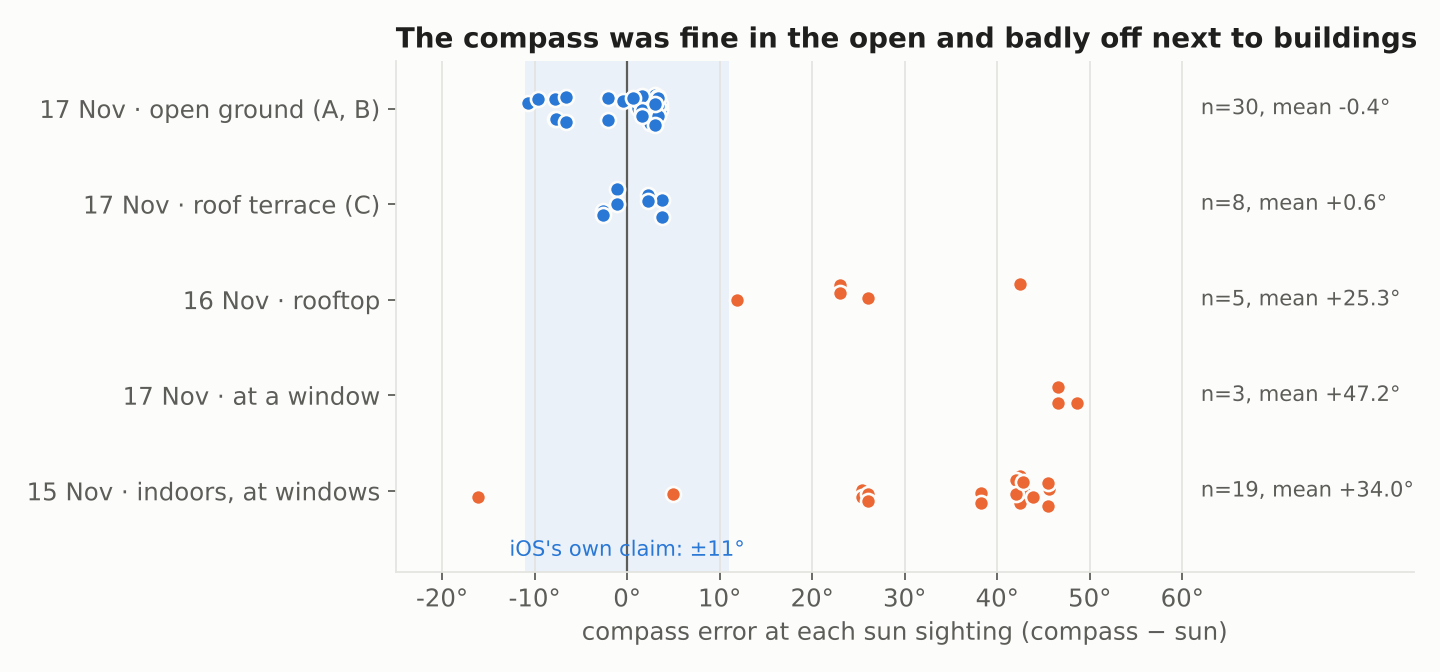 The compass was fine in the open and badly off next to buildings
17 Nov · open ground (A, B)
n=30, mean -0.4°
17 Nov · roof terrace (C)
n=8, mean +0.6°
16 Nov · rooftop
n=5, mean +25.3°
17 Nov · at a window
n=3, mean +47.2°
15 Nov · indoors, at windows
n=19, mean +34.0°
iOS's own claim: ±11°
-20° -10° 0° 10° 20° 30° 40° 50° 60°
compass error at each sun sighting (compass − sun)